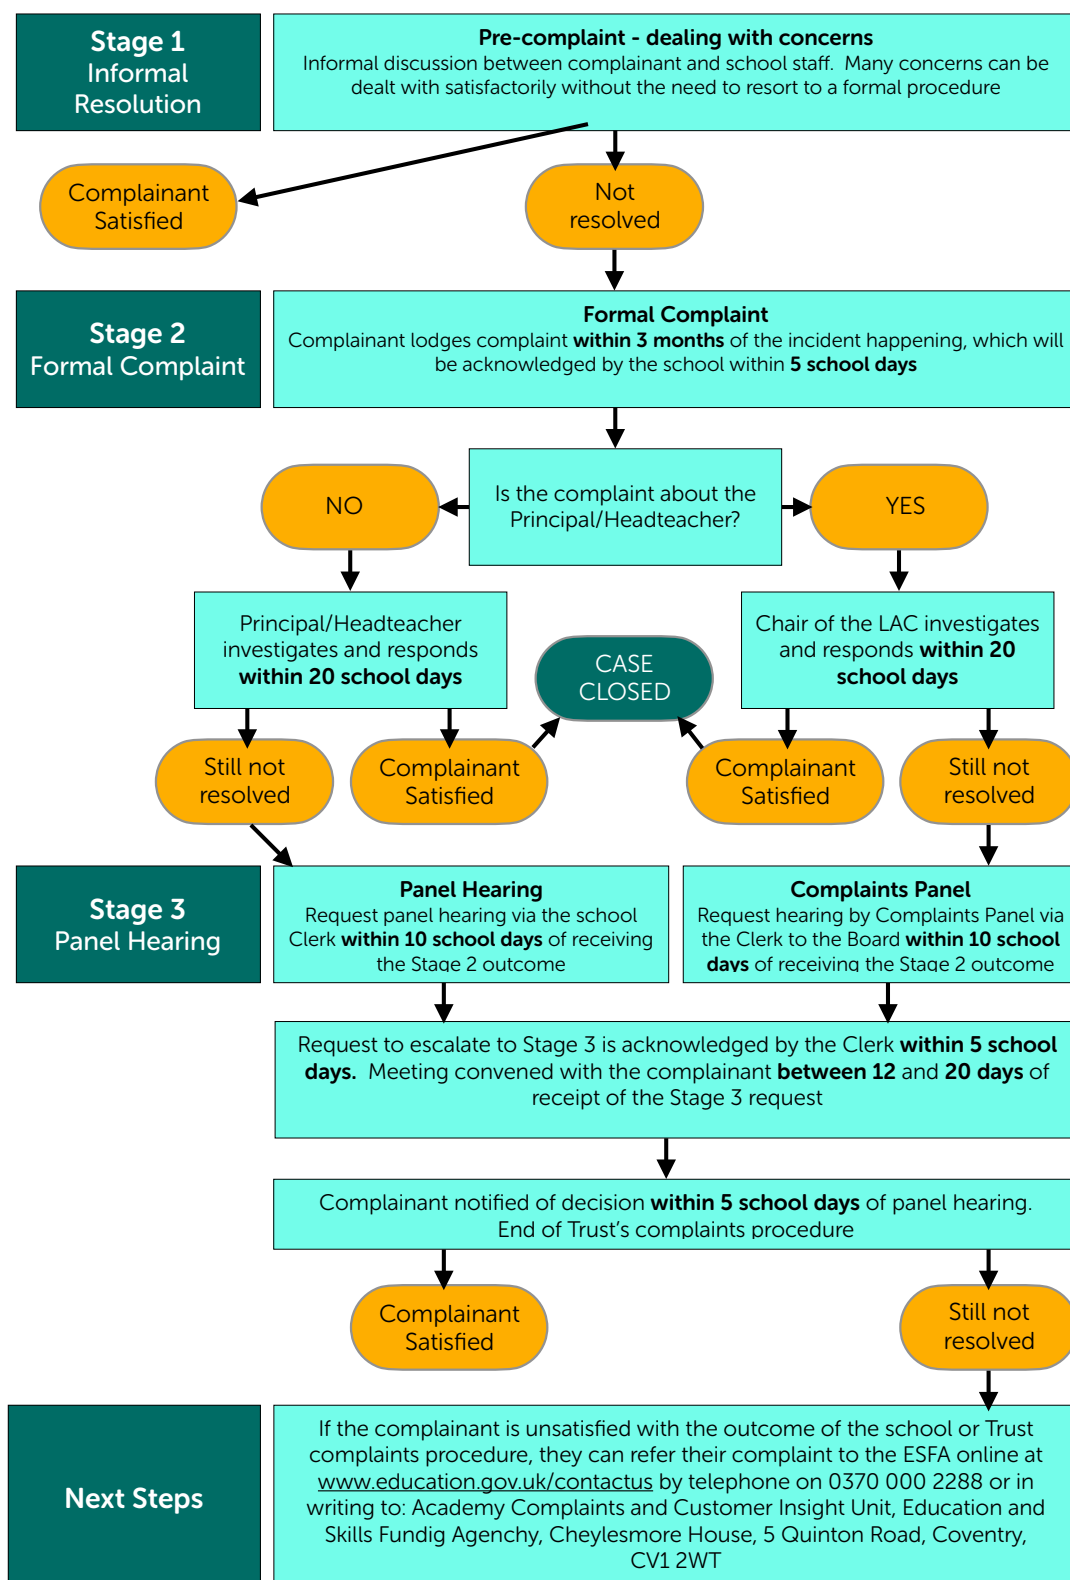 Stage 1
Informal
Resolution
Pre-complaint - dealing with concerns
Informal discussion between complainant and school staff.  Many concerns can be
dealt with satisfactorily without the need to resort to a formal procedure
Complainant
Satisfied
Not
resolved
Stage 2
Formal Complaint
Formal Complaint
Complainant lodges complaint within 3 months of the incident happening, which will
be acknowledged by the school within 5 school days
Is the complaint about the
Principal/Headteacher?
NO
YES
Principal/Headteacher
investigates and responds
within 20 school days
CASE
CLOSED
Chair of the LAC investigates
and responds within 20
school days
Still not
resolved
Complainant
Satisfied
Complainant
Satisfied
Still not
resolved
Stage 3
Panel Hearing
Panel Hearing
Request panel hearing via the school
Clerk within 10 school days of receiving
the Stage 2 outcome
Complaints Panel
Request hearing by Complaints Panel via
the Clerk to the Board within 10 school
days of receiving the Stage 2 outcome
Request to escalate to Stage 3 is acknowledged by the Clerk within 5 school
days.  Meeting convened with the complainant between 12 and 20 days of
receipt of the Stage 3 request
Complainant notified of decision within 5 school days of panel hearing.
End of Trust's complaints procedure
Complainant
Satisfied
Still not
resolved
Next Steps
If the complainant is unsatisfied with the outcome of the school or Trust
complaints procedure, they can refer their complaint to the ESFA online at
www.education.gov.uk/contactus by telephone on 0370 000 2288 or in
writing to: Academy Complaints and Customer Insight Unit, Education and
Skills Fundig Agenchy, Cheylesmore House, 5 Quinton Road, Coventry,
CV1 2WT